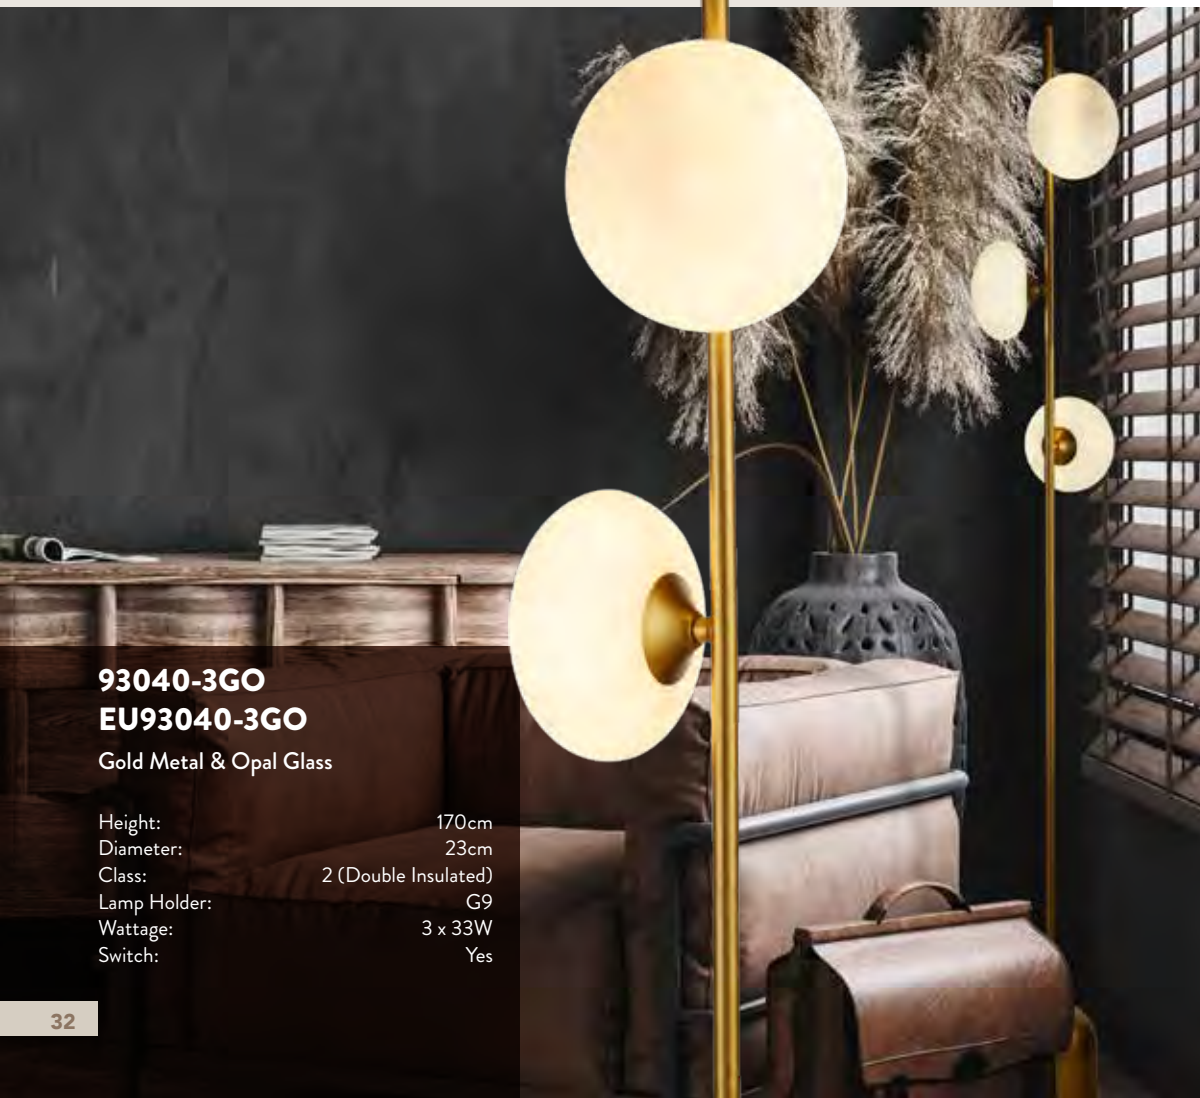 93040-3GO
EU93040-3GO
Gold Metal & Opal Glass
Height: 170cm
Diameter: 23cm
Class: 2 (Double Insulated)
Lamp Holder: G9
Wattage: 3 x 33W
Switch: Yes
32